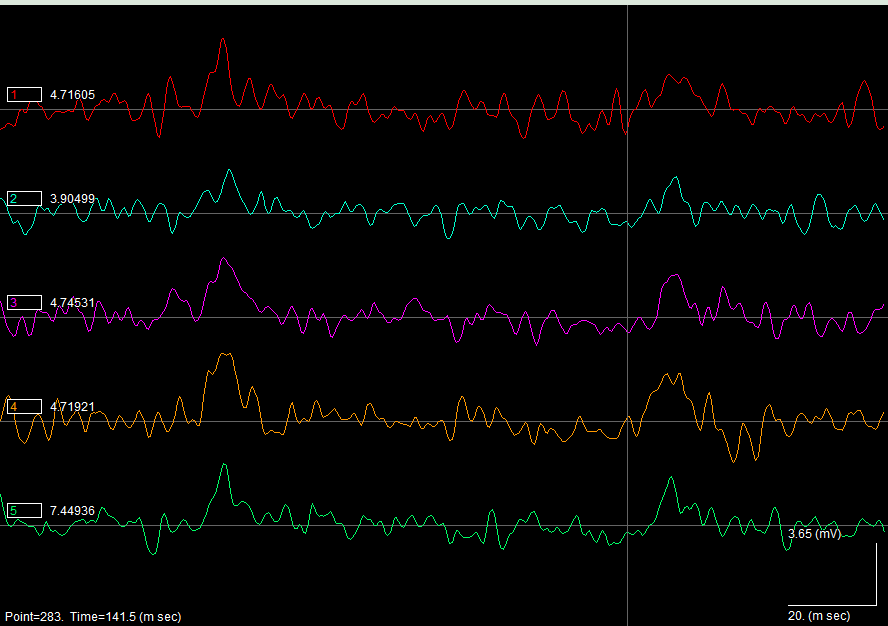 1 4.71605
2 3.90499
3 4.74531
4 4.71921
5 7.44936
3.65 (mV)
Point=283. Time=141.5 (m sec)
20. (m sec)